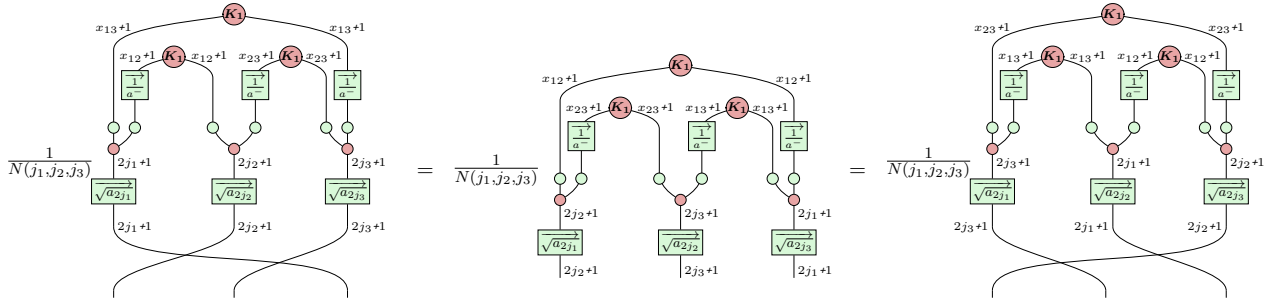 K₁
x₁₃+1
x₁₂+1 K₁ x₁₂+1 x₂₃+1 K₁ x₂₃+1
1/a⁻ 1/a⁻ 1/a⁻
1/N(j₁,j₂,j₃)
2j₁+1 2j₂+1 2j₃+1
√a₂ⱼ₁ √a₂ⱼ₂ √a₂ⱼ₃
2j₁+1 2j₂+1 2j₃+1
=
K₁
x₁₂+1 x₁₂+1
x₂₃+1 K₁ x₂₃+1 x₁₃+1 K₁ x₁₃+1
1/a⁻ 1/a⁻ 1/a⁻
1/N(j₁,j₂,j₃)
2j₂+1 2j₃+1 2j₁+1
√a₂ⱼ₁ √a₂ⱼ₂ √a₂ⱼ₃
2j₂+1 2j₃+1 2j₁+1
=
K₁
x₂₃+1 x₂₃+1
x₁₃+1 K₁ x₁₃+1 x₁₂+1 K₁ x₁₂+1
1/a⁻ 1/a⁻ 1/a⁻
1/N(j₁,j₂,j₃)
2j₃+1 2j₁+1 2j₂+1
√a₂ⱼ₁ √a₂ⱼ₂ √a₂ⱼ₃
2j₃+1 2j₁+1 2j₂+1